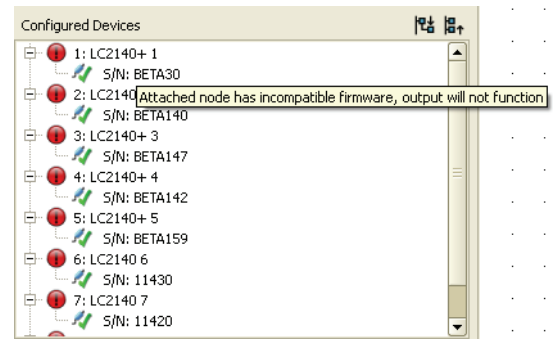 Configured Devices
1: LC2140+ 1
S/N: BETA30
2: LC2140
Attached node has incompatible firmware, output will not function
S/N: BETA140
3: LC2140+ 3
S/N: BETA147
4: LC2140+ 4
S/N: BETA142
5: LC2140+ 5
S/N: BETA159
6: LC2140 6
S/N: 11430
7: LC2140 7
S/N: 11420